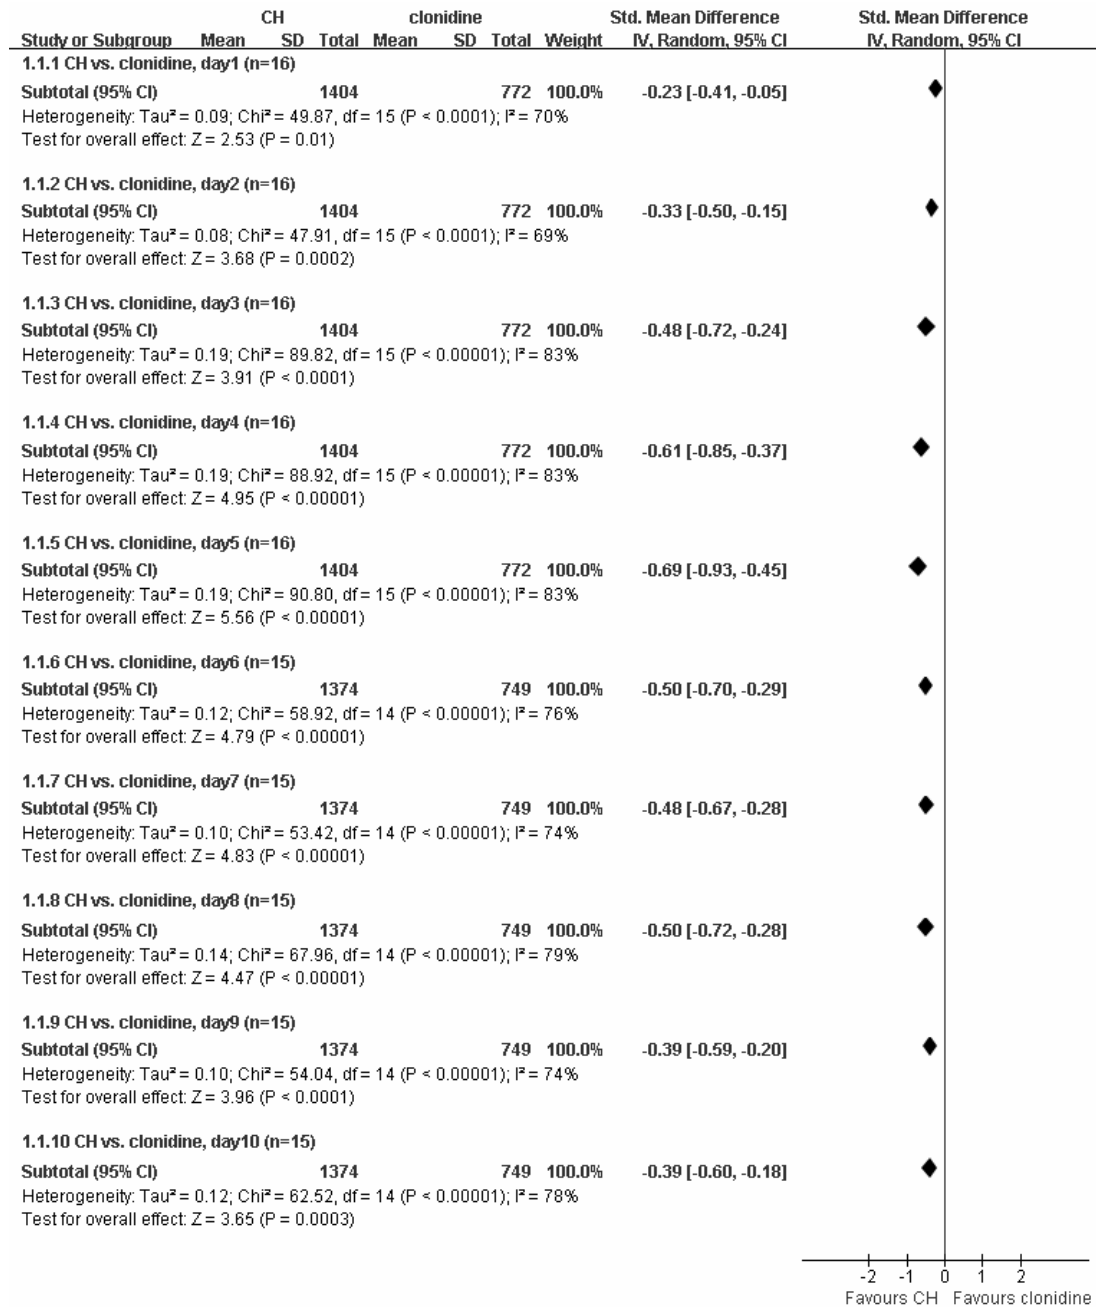 CH clonidine Std. Mean Difference Std. Mean Difference
Study or Subgroup Mean SD Total Mean SD Total Weight IV, Random, 95% CI IV, Random, 95% CI
1.1.1 CH vs. clonidine, day1 (n=16)
Subtotal (95% CI) 1404 772 100.0% -0.23 [-0.41, -0.05]
Heterogeneity: Tau² = 0.09; Chi² = 49.87, df = 15 (P < 0.0001); I² = 70%
Test for overall effect: Z = 2.53 (P = 0.01)
1.1.2 CH vs. clonidine, day2 (n=16)
Subtotal (95% CI) 1404 772 100.0% -0.33 [-0.50, -0.15]
Heterogeneity: Tau² = 0.08; Chi² = 47.91, df = 15 (P < 0.0001); I² = 69%
Test for overall effect: Z = 3.68 (P = 0.0002)
1.1.3 CH vs. clonidine, day3 (n=16)
Subtotal (95% CI) 1404 772 100.0% -0.48 [-0.72, -0.24]
Heterogeneity: Tau² = 0.19; Chi² = 89.82, df = 15 (P < 0.00001); I² = 83%
Test for overall effect: Z = 3.91 (P < 0.0001)
1.1.4 CH vs. clonidine, day4 (n=16)
Subtotal (95% CI) 1404 772 100.0% -0.61 [-0.85, -0.37]
Heterogeneity: Tau² = 0.19; Chi² = 88.92, df = 15 (P < 0.00001); I² = 83%
Test for overall effect: Z = 4.95 (P < 0.00001)
1.1.5 CH vs. clonidine, day5 (n=16)
Subtotal (95% CI) 1404 772 100.0% -0.69 [-0.93, -0.45]
Heterogeneity: Tau² = 0.19; Chi² = 90.80, df = 15 (P < 0.00001); I² = 83%
Test for overall effect: Z = 5.56 (P < 0.00001)
1.1.6 CH vs. clonidine, day6 (n=15)
Subtotal (95% CI) 1374 749 100.0% -0.50 [-0.70, -0.29]
Heterogeneity: Tau² = 0.12; Chi² = 58.92, df = 14 (P < 0.00001); I² = 76%
Test for overall effect: Z = 4.79 (P < 0.00001)
1.1.7 CH vs. clonidine, day7 (n=15)
Subtotal (95% CI) 1374 749 100.0% -0.48 [-0.67, -0.28]
Heterogeneity: Tau² = 0.10; Chi² = 53.42, df = 14 (P < 0.00001); I² = 74%
Test for overall effect: Z = 4.83 (P < 0.00001)
1.1.8 CH vs. clonidine, day8 (n=15)
Subtotal (95% CI) 1374 749 100.0% -0.50 [-0.72, -0.28]
Heterogeneity: Tau² = 0.14; Chi² = 67.96, df = 14 (P < 0.00001); I² = 79%
Test for overall effect: Z = 4.47 (P < 0.00001)
1.1.9 CH vs. clonidine, day9 (n=15)
Subtotal (95% CI) 1374 749 100.0% -0.39 [-0.59, -0.20]
Heterogeneity: Tau² = 0.10; Chi² = 54.04, df = 14 (P < 0.00001); I² = 74%
Test for overall effect: Z = 3.96 (P < 0.0001)
1.1.10 CH vs. clonidine, day10 (n=15)
Subtotal (95% CI) 1374 749 100.0% -0.39 [-0.60, -0.18]
Heterogeneity: Tau² = 0.12; Chi² = 62.52, df = 14 (P < 0.00001); I² = 78%
Test for overall effect: Z = 3.65 (P = 0.0003)
-2 -1 0 1 2
Favours CH Favours clonidine